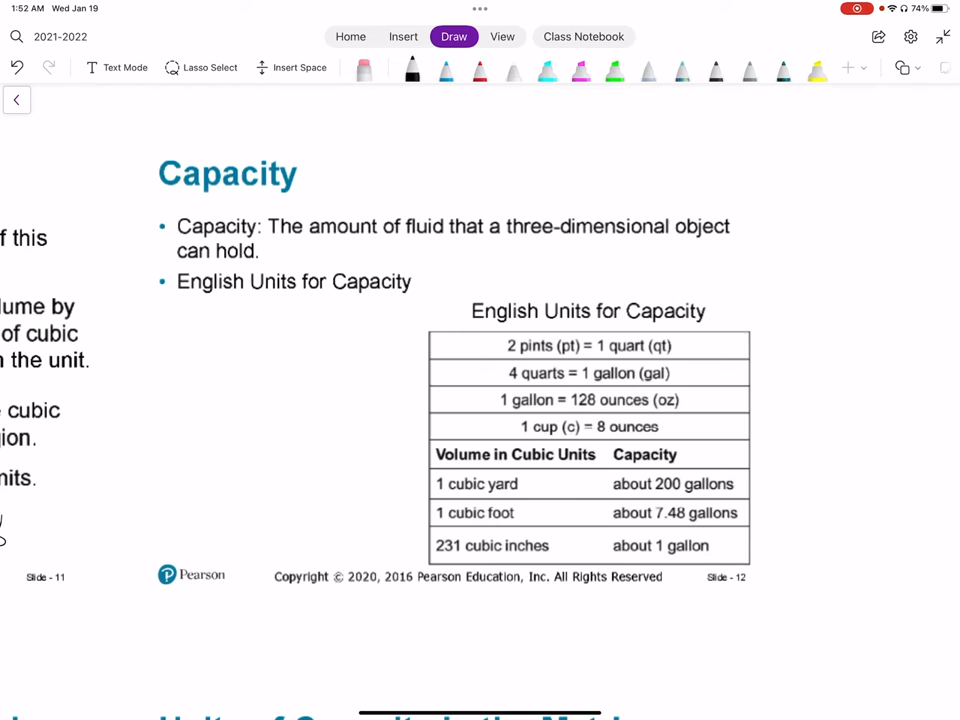 1:52 AM Wed Jan 19
74%
2021-2022
Home Insert Draw View Class Notebook
Text Mode Lasso Select Insert Space
Capacity
f this
• Capacity: The amount of fluid that a three-dimensional object
can hold.
• English Units for Capacity
lume by
of cubic
the unit.
cubic
gion.
nits.
English Units for Capacity
2 pints (pt) = 1 quart (qt)
4 quarts = 1 gallon (gal)
1 gallon = 128 ounces (oz)
1 cup (c) = 8 ounces
Volume in Cubic Units Capacity
1 cubic yard about 200 gallons
1 cubic foot about 7.48 gallons
231 cubic inches about 1 gallon
Slide - 11
P Pearson
Copyright © 2020, 2016 Pearson Education, Inc. All Rights Reserved
Slide - 12